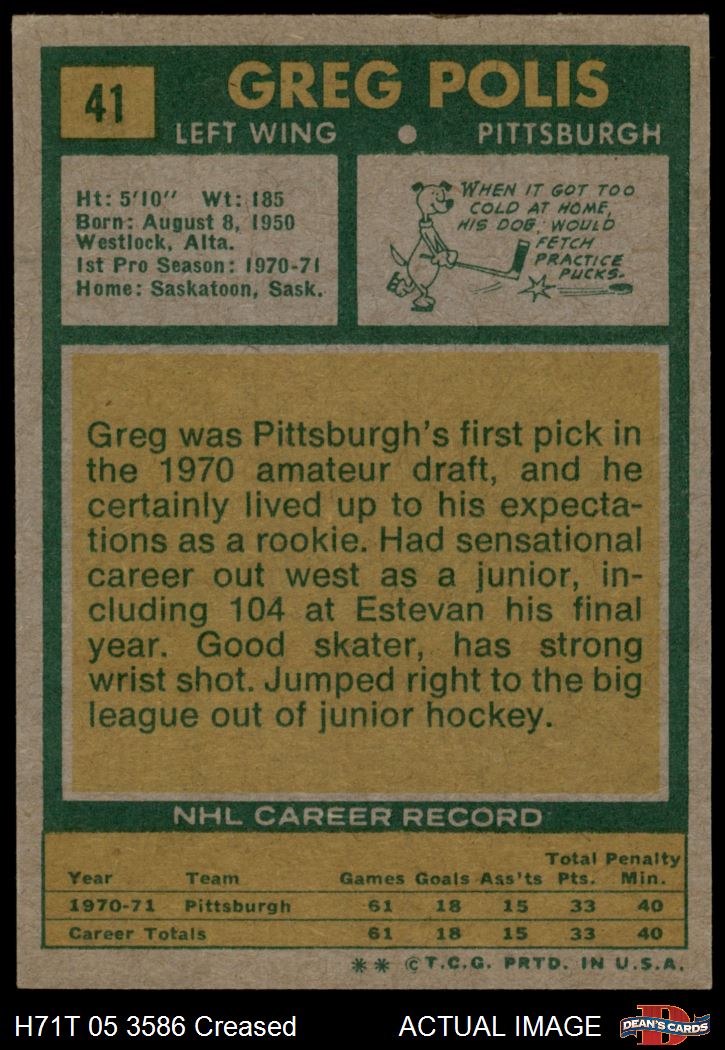 41
GREG POLIS
LEFT WING • PITTSBURGH
Ht: 5'10" Wt: 185
Born: August 8, 1950
Westlock, Alta.
1st Pro Season: 1970-71
Home: Saskatoon, Sask.
WHEN IT GOT TOO
COLD AT HOME,
HIS DOG, WOULD
FETCH
PRACTICE
PUCKS.
Greg was Pittsburgh's first pick in
the 1970 amateur draft, and he
certainly lived up to his expecta-
tions as a rookie. Had sensational
career out west as a junior, in-
cluding 104 at Estevan his final
year. Good skater, has strong
wrist shot. Jumped right to the big
league out of junior hockey.
NHL CAREER RECORD
Year Team Games Goals Ass'ts Total Pts. Penalty Min.
1970-71 Pittsburgh 61 18 15 33 40
Career Totals 61 18 15 33 40
** © T.C.G. PRTD. IN U.S.A.
H71T 05 3586 Creased ACTUAL IMAGE
D
DEAN'S CARDS